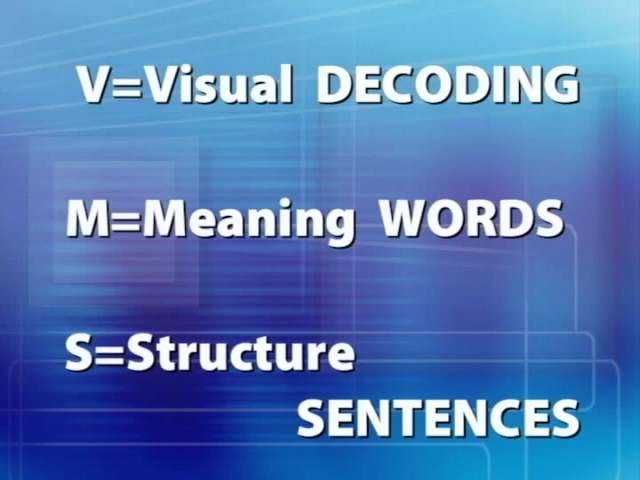 V=Visual DECODING
M=Meaning WORDS
S=Structure
SENTENCES